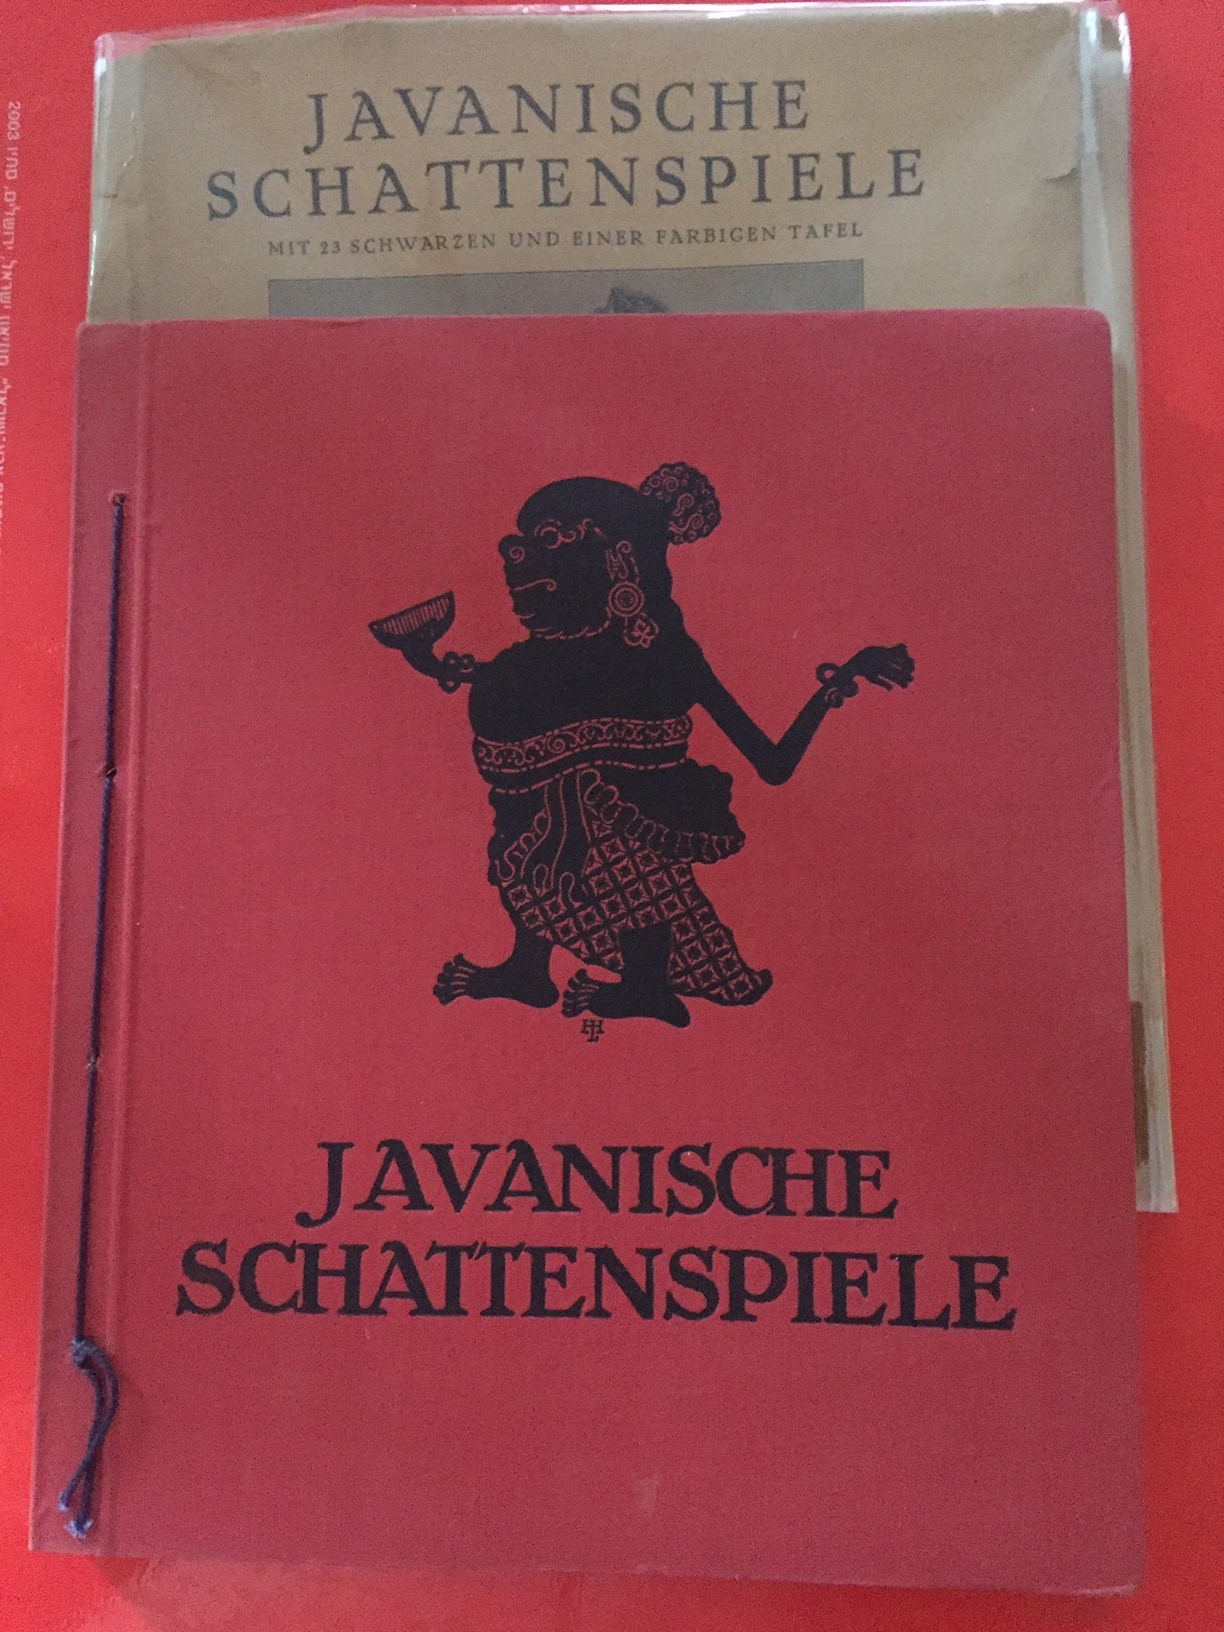 JAVANISCHE
SCHATTENSPIELE
MIT 23 SCHWARZEN UND EINER FARBIGEN TAFEL
JAVANISCHE
SCHATTENSPIELE